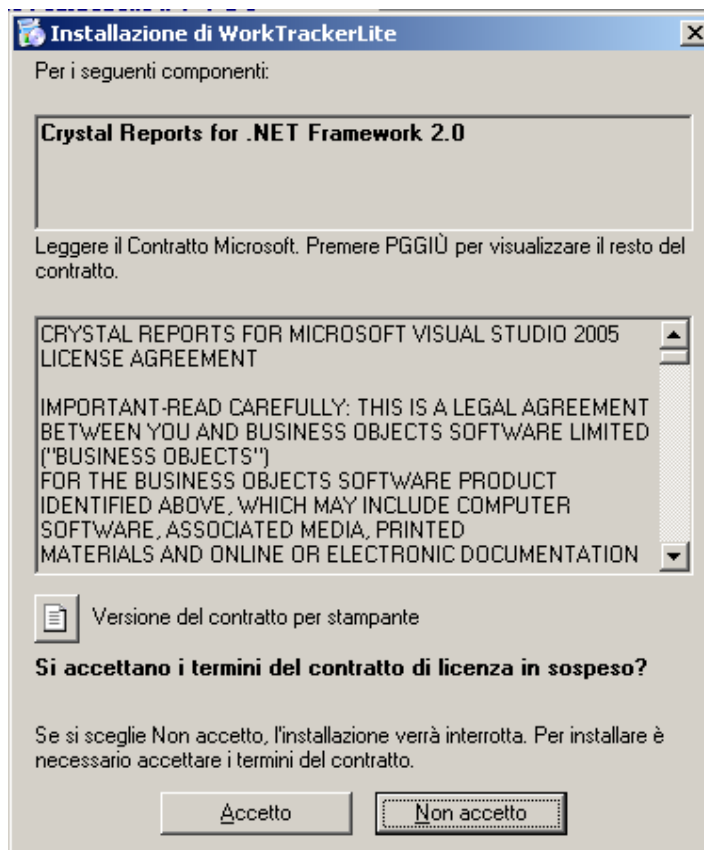 Installazione di WorkTrackerLite
Per i seguenti componenti:
Crystal Reports for .NET Framework 2.0
Leggere il Contratto Microsoft. Premere PGGIÙ per visualizzare il resto del
contratto.
CRYSTAL REPORTS FOR MICROSOFT VISUAL STUDIO 2005
LICENSE AGREEMENT
IMPORTANT-READ CAREFULLY: THIS IS A LEGAL AGREEMENT
BETWEEN YOU AND BUSINESS OBJECTS SOFTWARE LIMITED
("BUSINESS OBJECTS")
FOR THE BUSINESS OBJECTS SOFTWARE PRODUCT
IDENTIFIED ABOVE, WHICH MAY INCLUDE COMPUTER
SOFTWARE, ASSOCIATED MEDIA, PRINTED
MATERIALS AND ONLINE OR ELECTRONIC DOCUMENTATION
Versione del contratto per stampante
Si accettano i termini del contratto di licenza in sospeso?
Se si sceglie Non accetto, l'installazione verrà interrotta. Per installare è
necessario accettare i termini del contratto.
Accetto
Non accetto